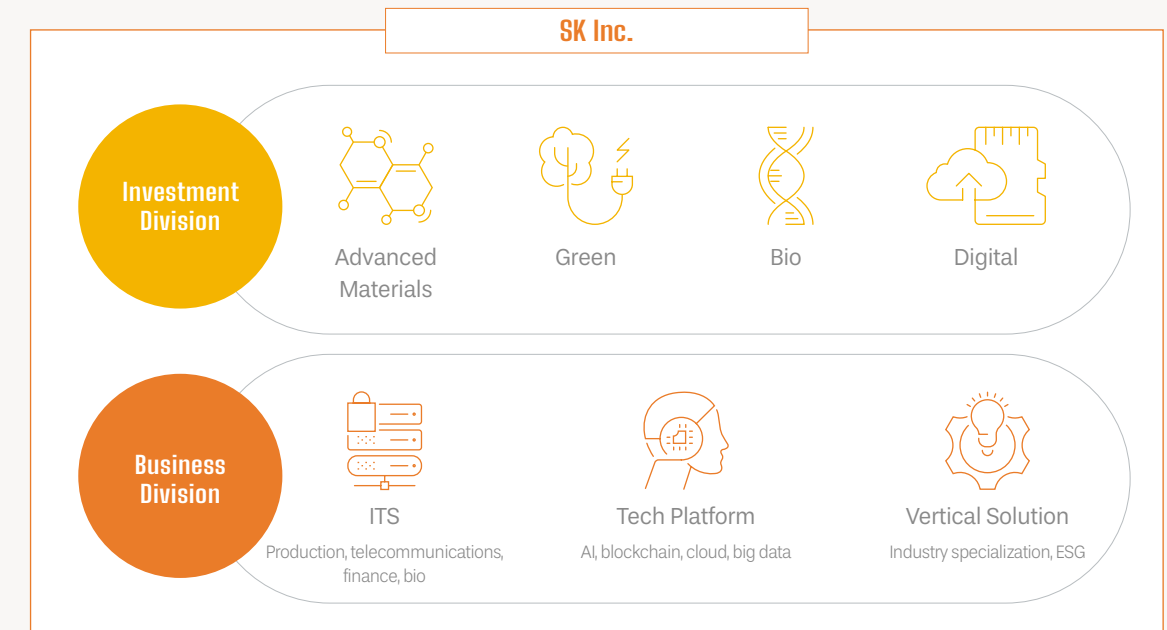 SK Inc.
Investment
Division
Advanced
Materials
Green
Bio
Digital
Business
Division
ITS
Production, telecommunications,
finance, bio
Tech Platform
AI, blockchain, cloud, big data
Vertical Solution
Industry specialization, ESG